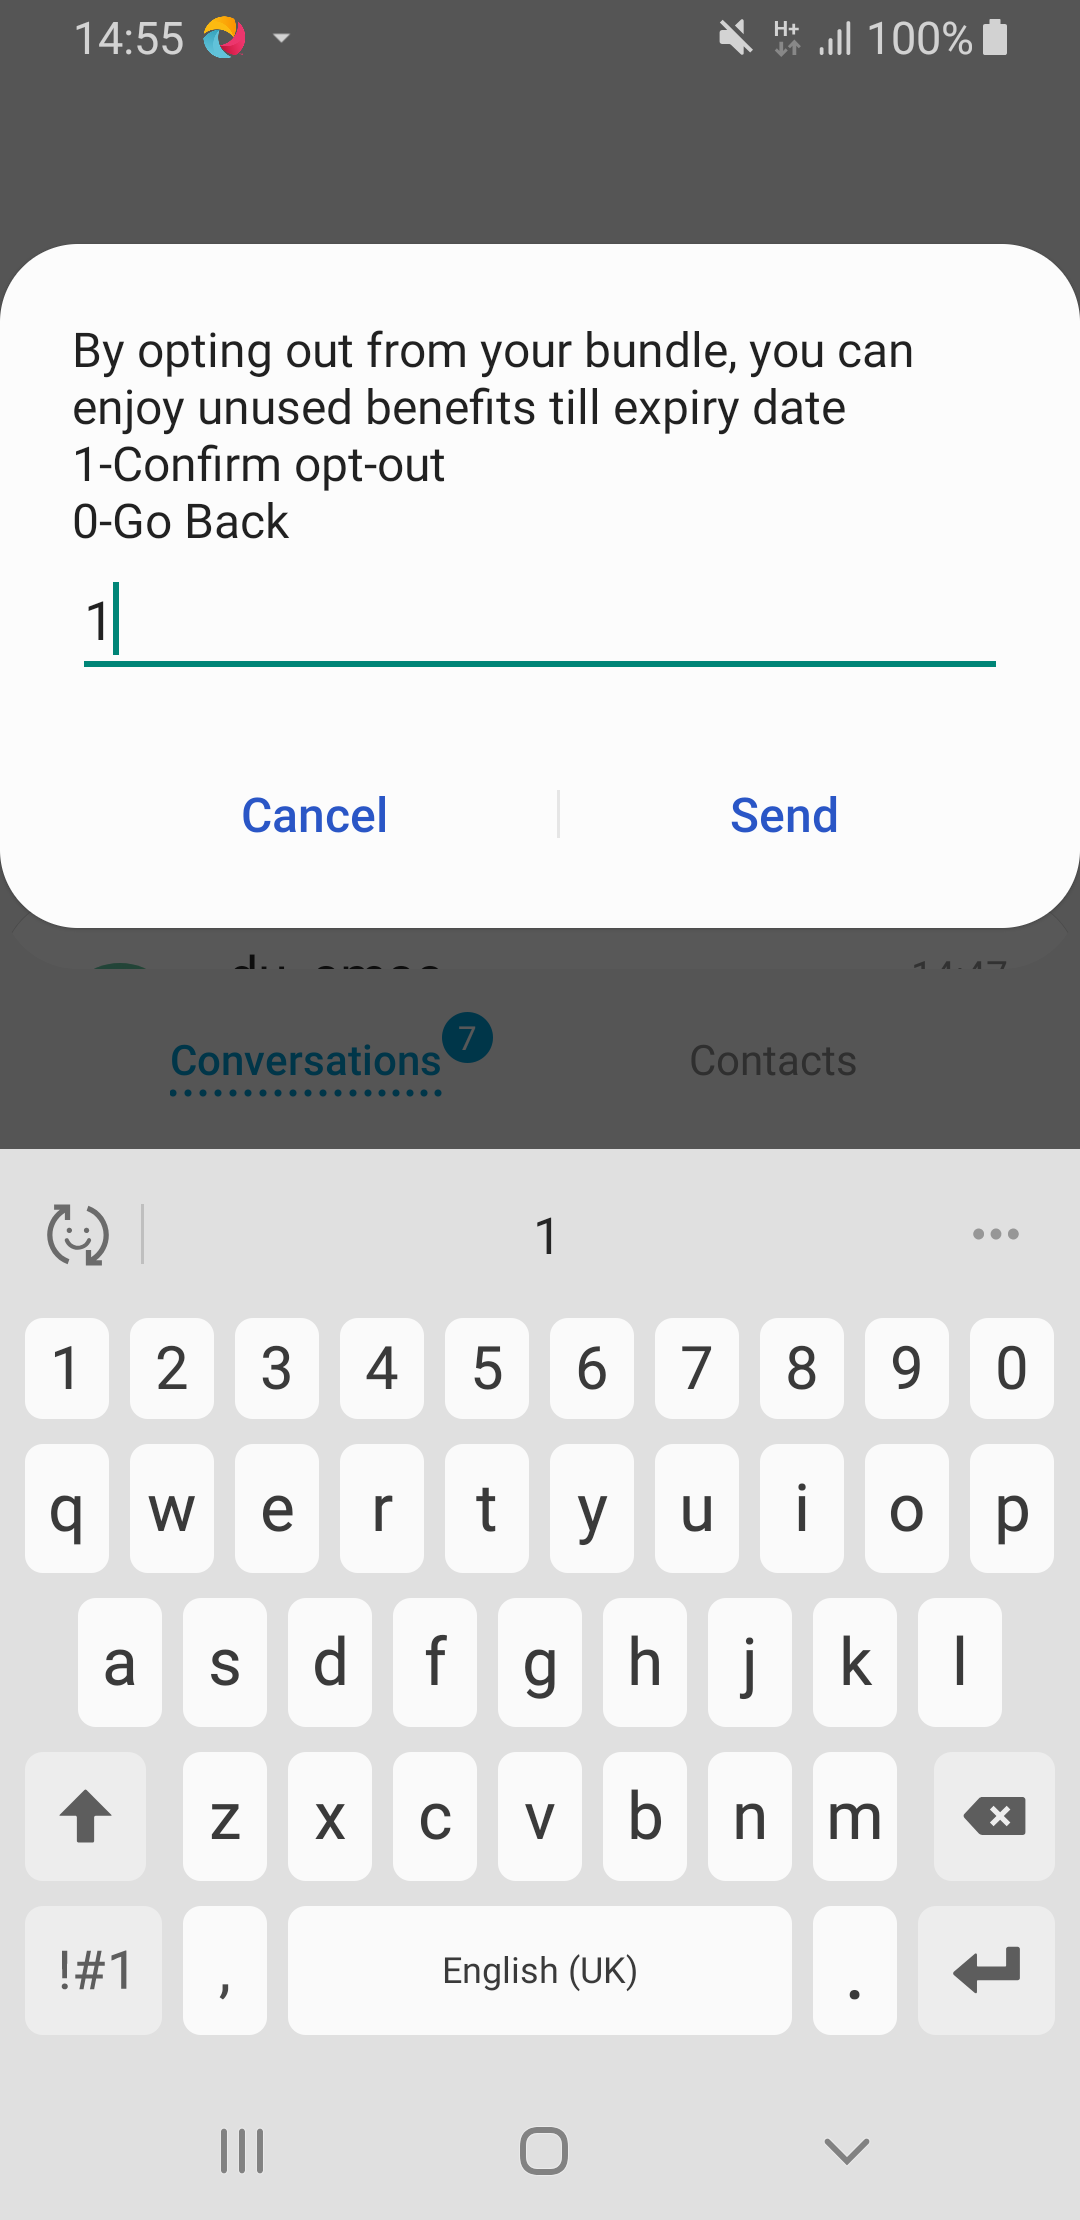 14:55 H+ 100%
By opting out from your bundle, you can
enjoy unused benefits till expiry date
1-Confirm opt-out
0-Go Back
1
Cancel Send
14:47
Conversations 7 Contacts
1
1 2 3 4 5 6 7 8 9 0
q w e r t y u i o p
a s d f g h j k l
z x c v b n m
!#1 , English (UK) .